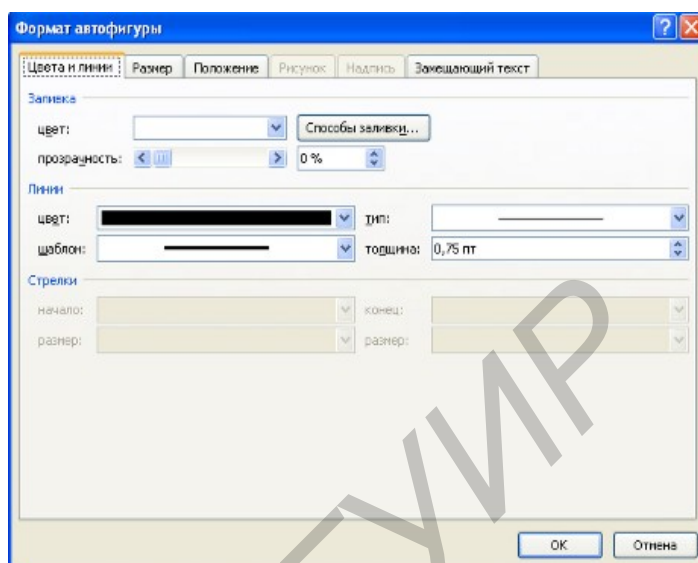 Формат автофигуры
Цвета и линии Размер Положение Рисунок Надпись Замещающий текст
Заливка
цвет: Способы заливки...
прозрачность: 0 %
Линии
цвет: тип:
шаблон: толщина: 0,75 пт
Стрелки
начало: конец:
размер: размер:
ГУИР
ОК Отмена